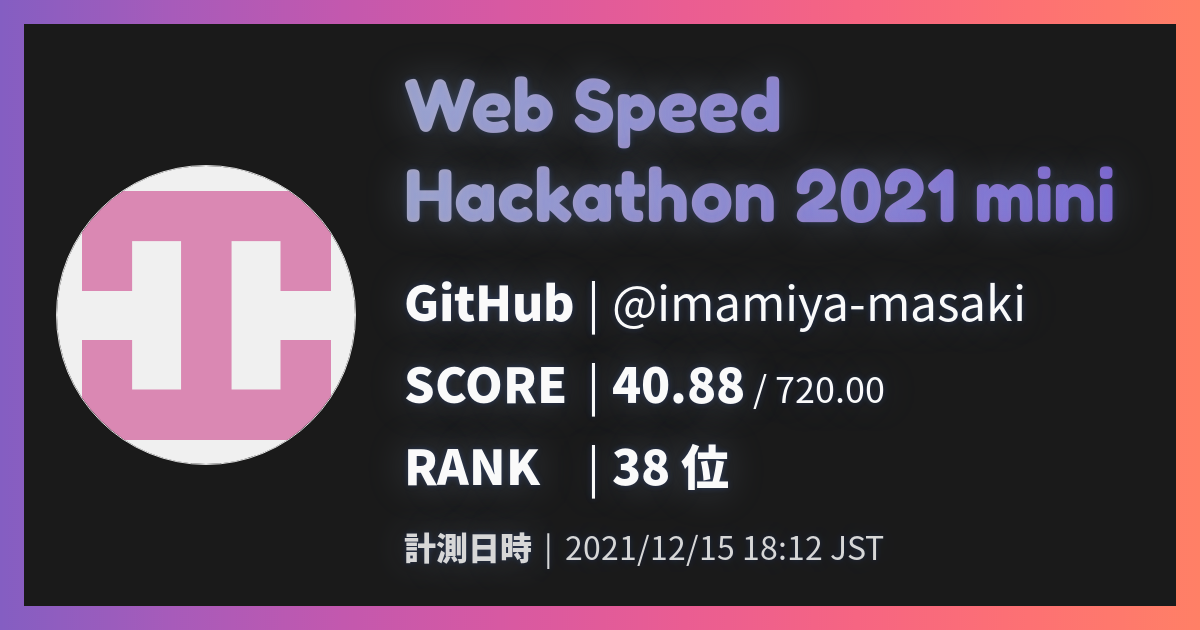 Web Speed
Hackathon 2021 mini
GitHub | @imamiya-masaki
SCORE | 40.88 / 720.00
RANK | 38 位
計測日時 | 2021/12/15 18:12 JST